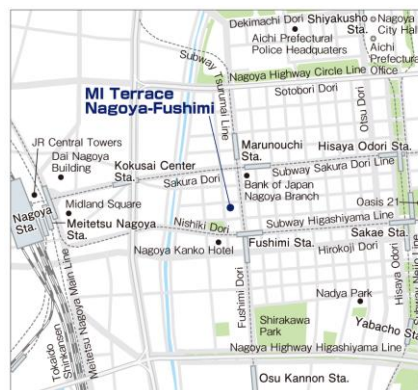 Dekimachi Dori
Shiyakusho
Sta.
Nagoya
City Hall
Aichi Prefectural
Police Headquaters
Aichi
Prefectural
Office
Subway Tsurumai Line
Nagoya Highway Circle Line
Sotobori Dori
Otsu Dori
MI Terrace
Nagoya-Fushimi
JR Central Towers
Dai Nagoya
Building
Kokusai Center
Sta.
Marunouchi
Sta.
Hisaya Odori Sta.
Subway Sakura Dori Line
Sakura Dori
Bank of Japan
Nagoya Branch
Oasis 21
Midland Square
Nagoya
Sta.
Meitetsu Nagoya
Sta.
Nishiki Dori
Subway Higashiyama Line
Sakae Sta.
Nagoya Kanko Hotel
Fushimi Sta.
Hirokoji Dori
Meitetsu Nagoya Main Line
Tokaido
Shinkansen
Fushimi Dori
Hisaya Odori
Subway Meijo Line
Nadya Park
Shirakawa
Park
Yabacho Sta.
Nagoya Highway Higashiyama Line
Osu Kannon Sta.